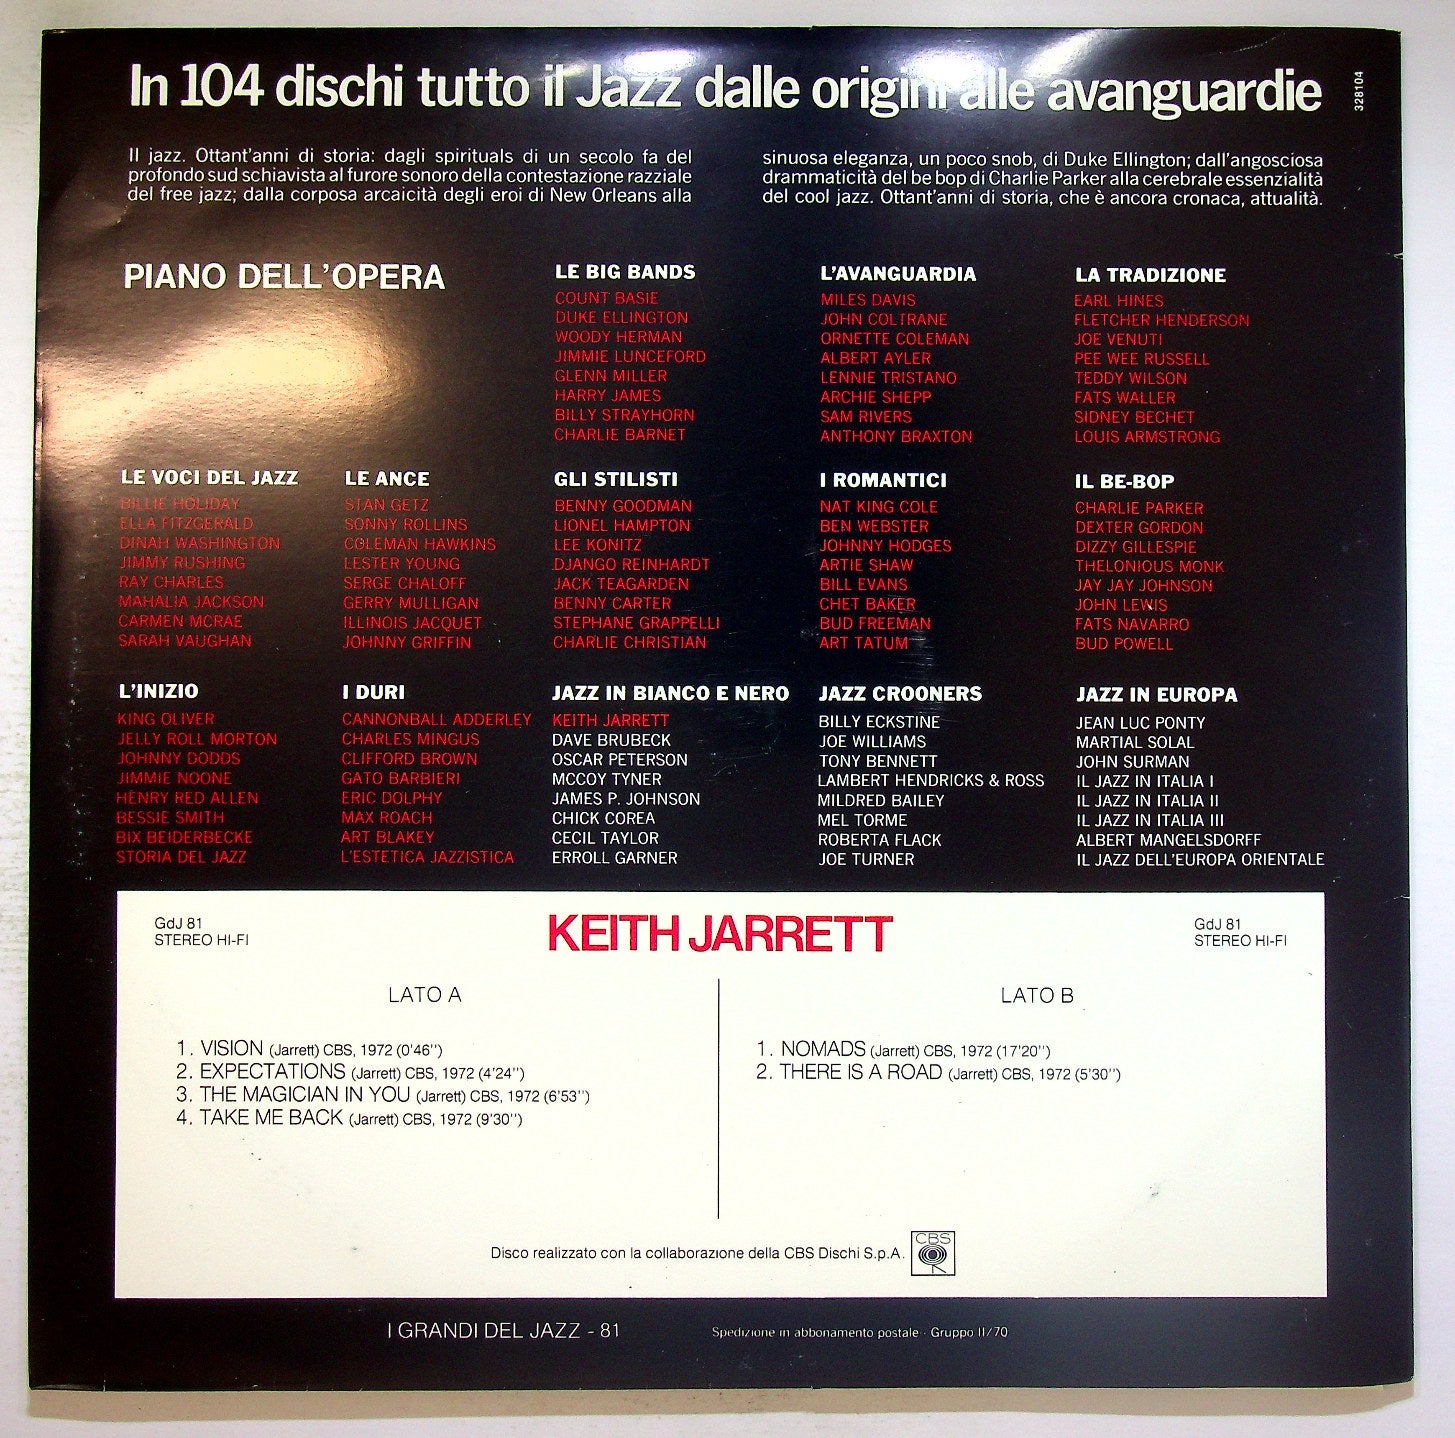 In 104 dischi tutto il Jazz dalle origini alle avanguardie
328104
Il jazz. Ottant'anni di storia: dagli spirituals di un secolo fa del
profondo sud schiavista al furore sonoro della contestazione razziale
del free jazz; dalla corposa arcaicità degli eroi di New Orleans alla
sinuosa eleganza, un poco snob, di Duke Ellington; dall'angosciosa
drammaticità del be bop di Charlie Parker alla cerebrale essenzialità
del cool jazz. Ottant'anni di storia, che è ancora cronaca, attualità.
PIANO DELL'OPERA
LE BIG BANDS
COUNT BASIE
DUKE ELLINGTON
WOODY HERMAN
JIMMIE LUNCEFORD
GLENN MILLER
HARRY JAMES
BILLY STRAYHORN
CHARLIE BARNET
L'AVANGUARDIA
MILES DAVIS
JOHN COLTRANE
ORNETTE COLEMAN
ALBERT AYLER
LENNIE TRISTANO
ARCHIE SHEPP
SAM RIVERS
ANTHONY BRAXTON
LA TRADIZIONE
EARL HINES
FLETCHER HENDERSON
JOE VENUTI
PEE WEE RUSSELL
TEDDY WILSON
FATS WALLER
SIDNEY BECHET
LOUIS ARMSTRONG
LE VOCI DEL JAZZ
BILLIE HOLIDAY
ELLA FITZGERALD
DINAH WASHINGTON
JIMMY RUSHING
RAY CHARLES
MAHALIA JACKSON
CARMEN MCRAE
SARAH VAUGHAN
LE ANCE
STAN GETZ
SONNY ROLLINS
COLEMAN HAWKINS
LESTER YOUNG
SERGE CHALOFF
GERRY MULLIGAN
ILLINOIS JACQUET
JOHNNY GRIFFIN
GLI STILISTI
BENNY GOODMAN
LIONEL HAMPTON
LEE KONITZ
DJANGO REINHARDT
JACK TEAGARDEN
BENNY CARTER
STEPHANE GRAPPELLI
CHARLIE CHRISTIAN
I ROMANTICI
NAT KING COLE
BEN WEBSTER
JOHNNY HODGES
ARTIE SHAW
BILL EVANS
CHET BAKER
BUD FREEMAN
ART TATUM
IL BE-BOP
CHARLIE PARKER
DEXTER GORDON
DIZZY GILLESPIE
THELONIOUS MONK
JAY JAY JOHNSON
JOHN LEWIS
FATS NAVARRO
BUD POWELL
L'INIZIO
KING OLIVER
JELLY ROLL MORTON
JOHNNY DODDS
JIMMIE NOONE
HENRY RED ALLEN
BESSIE SMITH
BIX BEIDERBECKE
STORIA DEL JAZZ
I DURI
CANNONBALL ADDERLEY
CHARLES MINGUS
CLIFFORD BROWN
GATO BARBIERI
ERIC DOLPHY
MAX ROACH
ART BLAKEY
L'ESTETICA JAZZISTICA
JAZZ IN BIANCO E NERO
KEITH JARRETT
DAVE BRUBECK
OSCAR PETERSON
MCCOY TYNER
JAMES P. JOHNSON
CHICK COREA
CECIL TAYLOR
ERROLL GARNER
JAZZ CROONERS
BILLY ECKSTINE
JOE WILLIAMS
TONY BENNETT
LAMBERT HENDRICKS & ROSS
MILDRED BAILEY
MEL TORME
ROBERTA FLACK
JOE TURNER
JAZZ IN EUROPA
JEAN LUC PONTY
MARTIAL SOLAL
JOHN SURMAN
IL JAZZ IN ITALIA I
IL JAZZ IN ITALIA II
IL JAZZ IN ITALIA III
ALBERT MANGELSDORFF
IL JAZZ DELL'EUROPA ORIENTALE
GdJ 81
STEREO HI-FI
KEITH JARRETT
GdJ 81
STEREO HI-FI
LATO A
1. VISION (Jarrett) CBS, 1972 (0'46'')
2. EXPECTATIONS (Jarrett) CBS, 1972 (4'24'')
3. THE MAGICIAN IN YOU (Jarrett) CBS, 1972 (6'53'')
4. TAKE ME BACK (Jarrett) CBS, 1972 (9'30'')
LATO B
1. NOMADS (Jarrett) CBS, 1972 (17'20'')
2. THERE IS A ROAD (Jarrett) CBS, 1972 (5'30'')
Disco realizzato con la collaborazione della CBS Dischi S.p.A.
CBS
I GRANDI DEL JAZZ - 81
Spedizione in abbonamento postale - Gruppo II/70